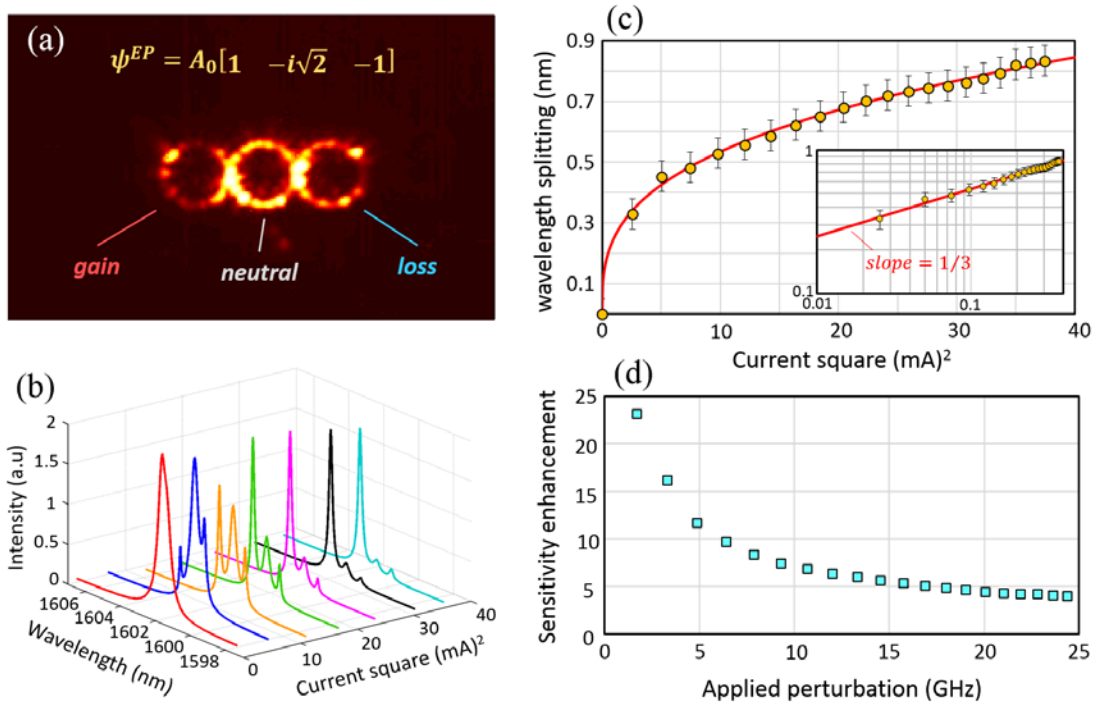 (a)
ψ^EP = A₀[1 −i√2 −1]
gain
neutral
loss
(b)
Intensity (a.u)
2
1.5
1
0.5
0
1606
1604
1602
1600
1598
Wavelength (nm)
0
10
20
30
40
Current square (mA)²
(c)
wavelength splitting (nm)
0.9
0.7
0.5
0.3
0.1
0
10
20
30
40
Current square (mA)²
1
0.1
0.01
0.1
slope = 1/3
(d)
Sensitivity enhancement
25
20
15
10
5
0
0
5
10
15
20
25
Applied perturbation (GHz)